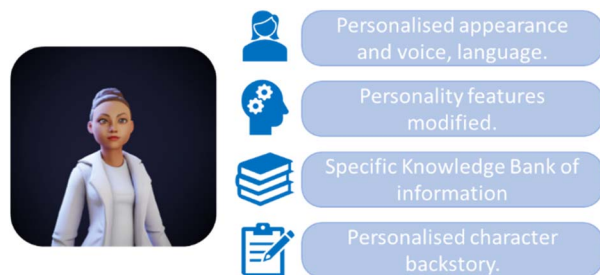 Personalised appearance
and voice, language.
Personality features
modified.
Specific Knowledge Bank of
information
Personalised character
backstory.